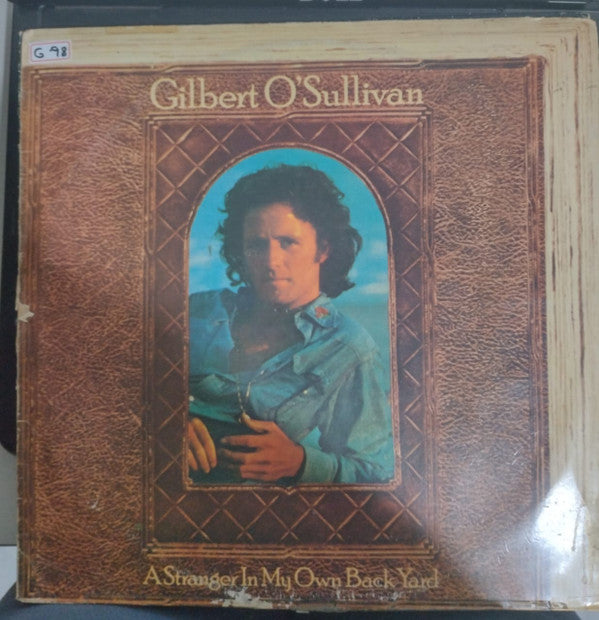 G 98
Gilbert O'Sullivan
A Stranger In My Own Back Yard